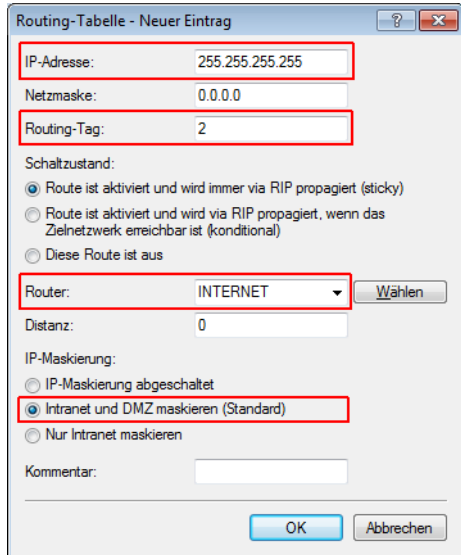 Routing-Tabelle - Neuer Eintrag
IP-Adresse: 255.255.255.255
Netzmaske: 0.0.0.0
Routing-Tag: 2
Schaltzustand:
Route ist aktiviert und wird immer via RIP propagiert (sticky)
Route ist aktiviert und wird via RIP propagiert, wenn das
Zielnetzwerk erreichbar ist (konditional)
Diese Route ist aus
Router: INTERNET Wählen
Distanz: 0
IP-Maskierung:
IP-Maskierung abgeschaltet
Intranet und DMZ maskieren (Standard)
Nur Intranet maskieren
Kommentar:
OK Abbrechen